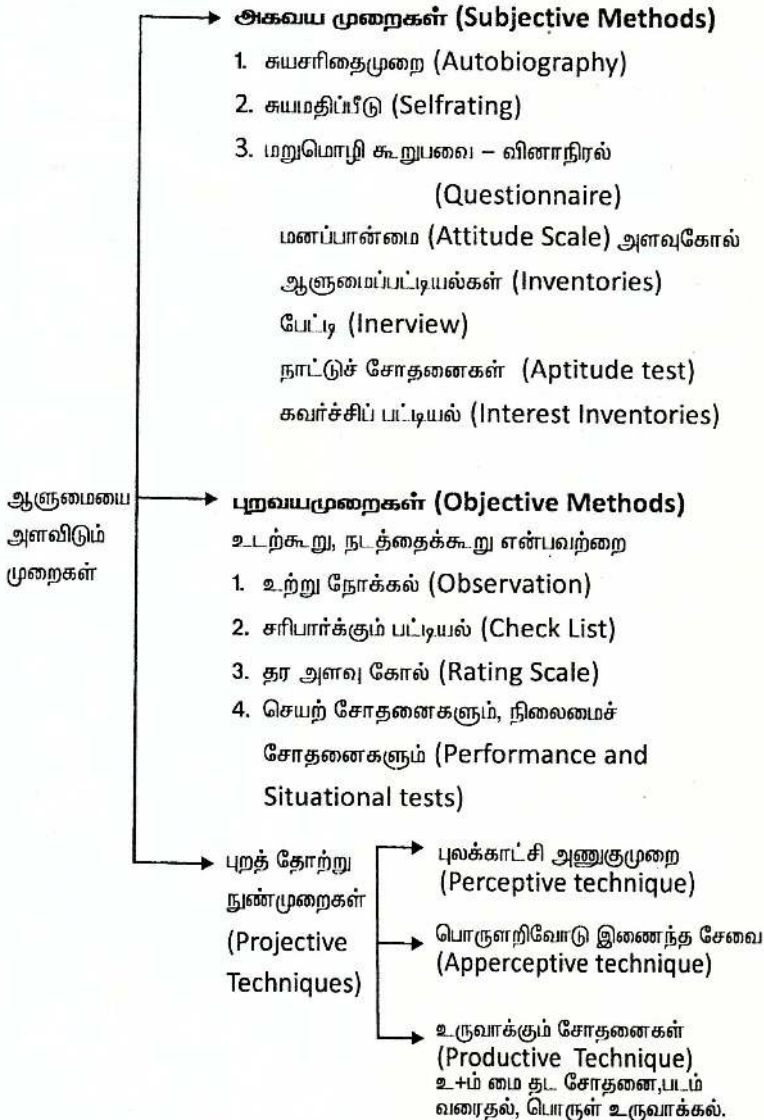 அகவய முறைகள் (Subjective Methods)
1. சுயசரிதைமுறை (Autobiography)
2. சுயமதிப்பீடு (Selfrating)
3. மறுமொழி கூறுபவை – வினாநிரல்
(Questionnaire)
மனப்பான்மை (Attitude Scale) அளவுகோல்
ஆளுமைப்பட்டியல்கள் (Inventories)
பேட்டி (Inerview)
நாட்டுச் சோதனைகள் (Aptitude test)
கவர்ச்சிப் பட்டியல் (Interest Inventories)
ஆளுமையை
அளவிடும்
முறைகள்
புறவயமுறைகள் (Objective Methods)
உடற்கூறு, நடத்தைக்கூறு என்பவற்றை
1. உற்று நோக்கல் (Observation)
2. சரிபார்க்கும் பட்டியல் (Check List)
3. தர அளவு கோல் (Rating Scale)
4. செயற் சோதனைகளும், நிலைமைச்
சோதனைகளும் (Performance and
Situational tests)
புறத் தோற்று
நுண்முறைகள்
(Projective
Techniques)
புலக்காட்சி அணுகுமுறை
(Perceptive technique)
பொருளறிவோடு இணைந்த சேவை
(Apperceptive technique)
உருவாக்கும் சோதனைகள்
(Productive Technique)
உ+ம் மை தட சோதனை,படம்
வரைதல், பொருள் உருவாக்கல்.